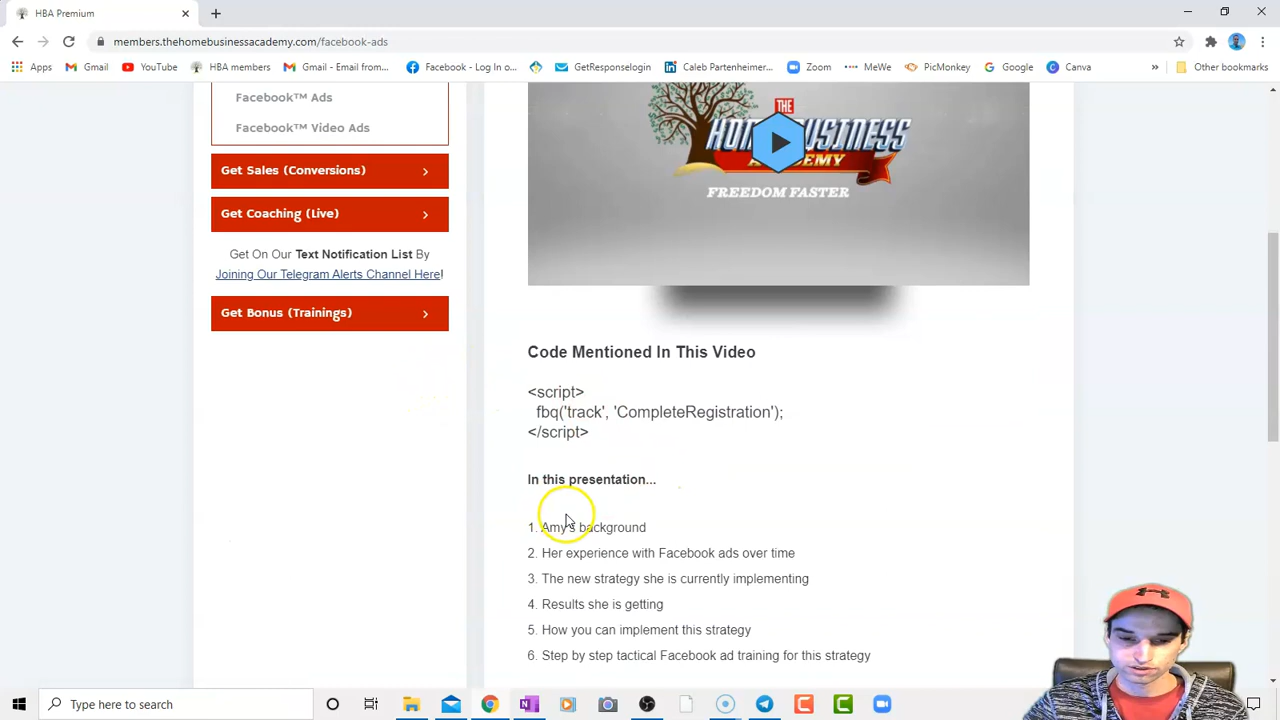 HBA Premium
members.thehomebusinessacademy.com/facebook-ads
Apps
Gmail
YouTube
HBA members
Gmail - Email from...
Facebook - Log In o...
GetResponselogin
Caleb Partenheimer...
Zoom
MeWe
PicMonkey
Google
Canva
»
Other bookmarks
Facebook™ Ads
Facebook™ Video Ads
Get Sales (Conversions)
Get Coaching (Live)
Get On Our Text Notification List By
Joining Our Telegram Alerts Channel Here!
Get Bonus (Trainings)
THE
HOME BUSINESS
ACADEMY
FREEDOM FASTER
Code Mentioned In This Video
<script>
fbq('track', 'CompleteRegistration');
</script>
In this presentation...
1. Amy's background
2. Her experience with Facebook ads over time
3. The new strategy she is currently implementing
4. Results she is getting
5. How you can implement this strategy
6. Step by step tactical Facebook ad training for this strategy
Type here to search